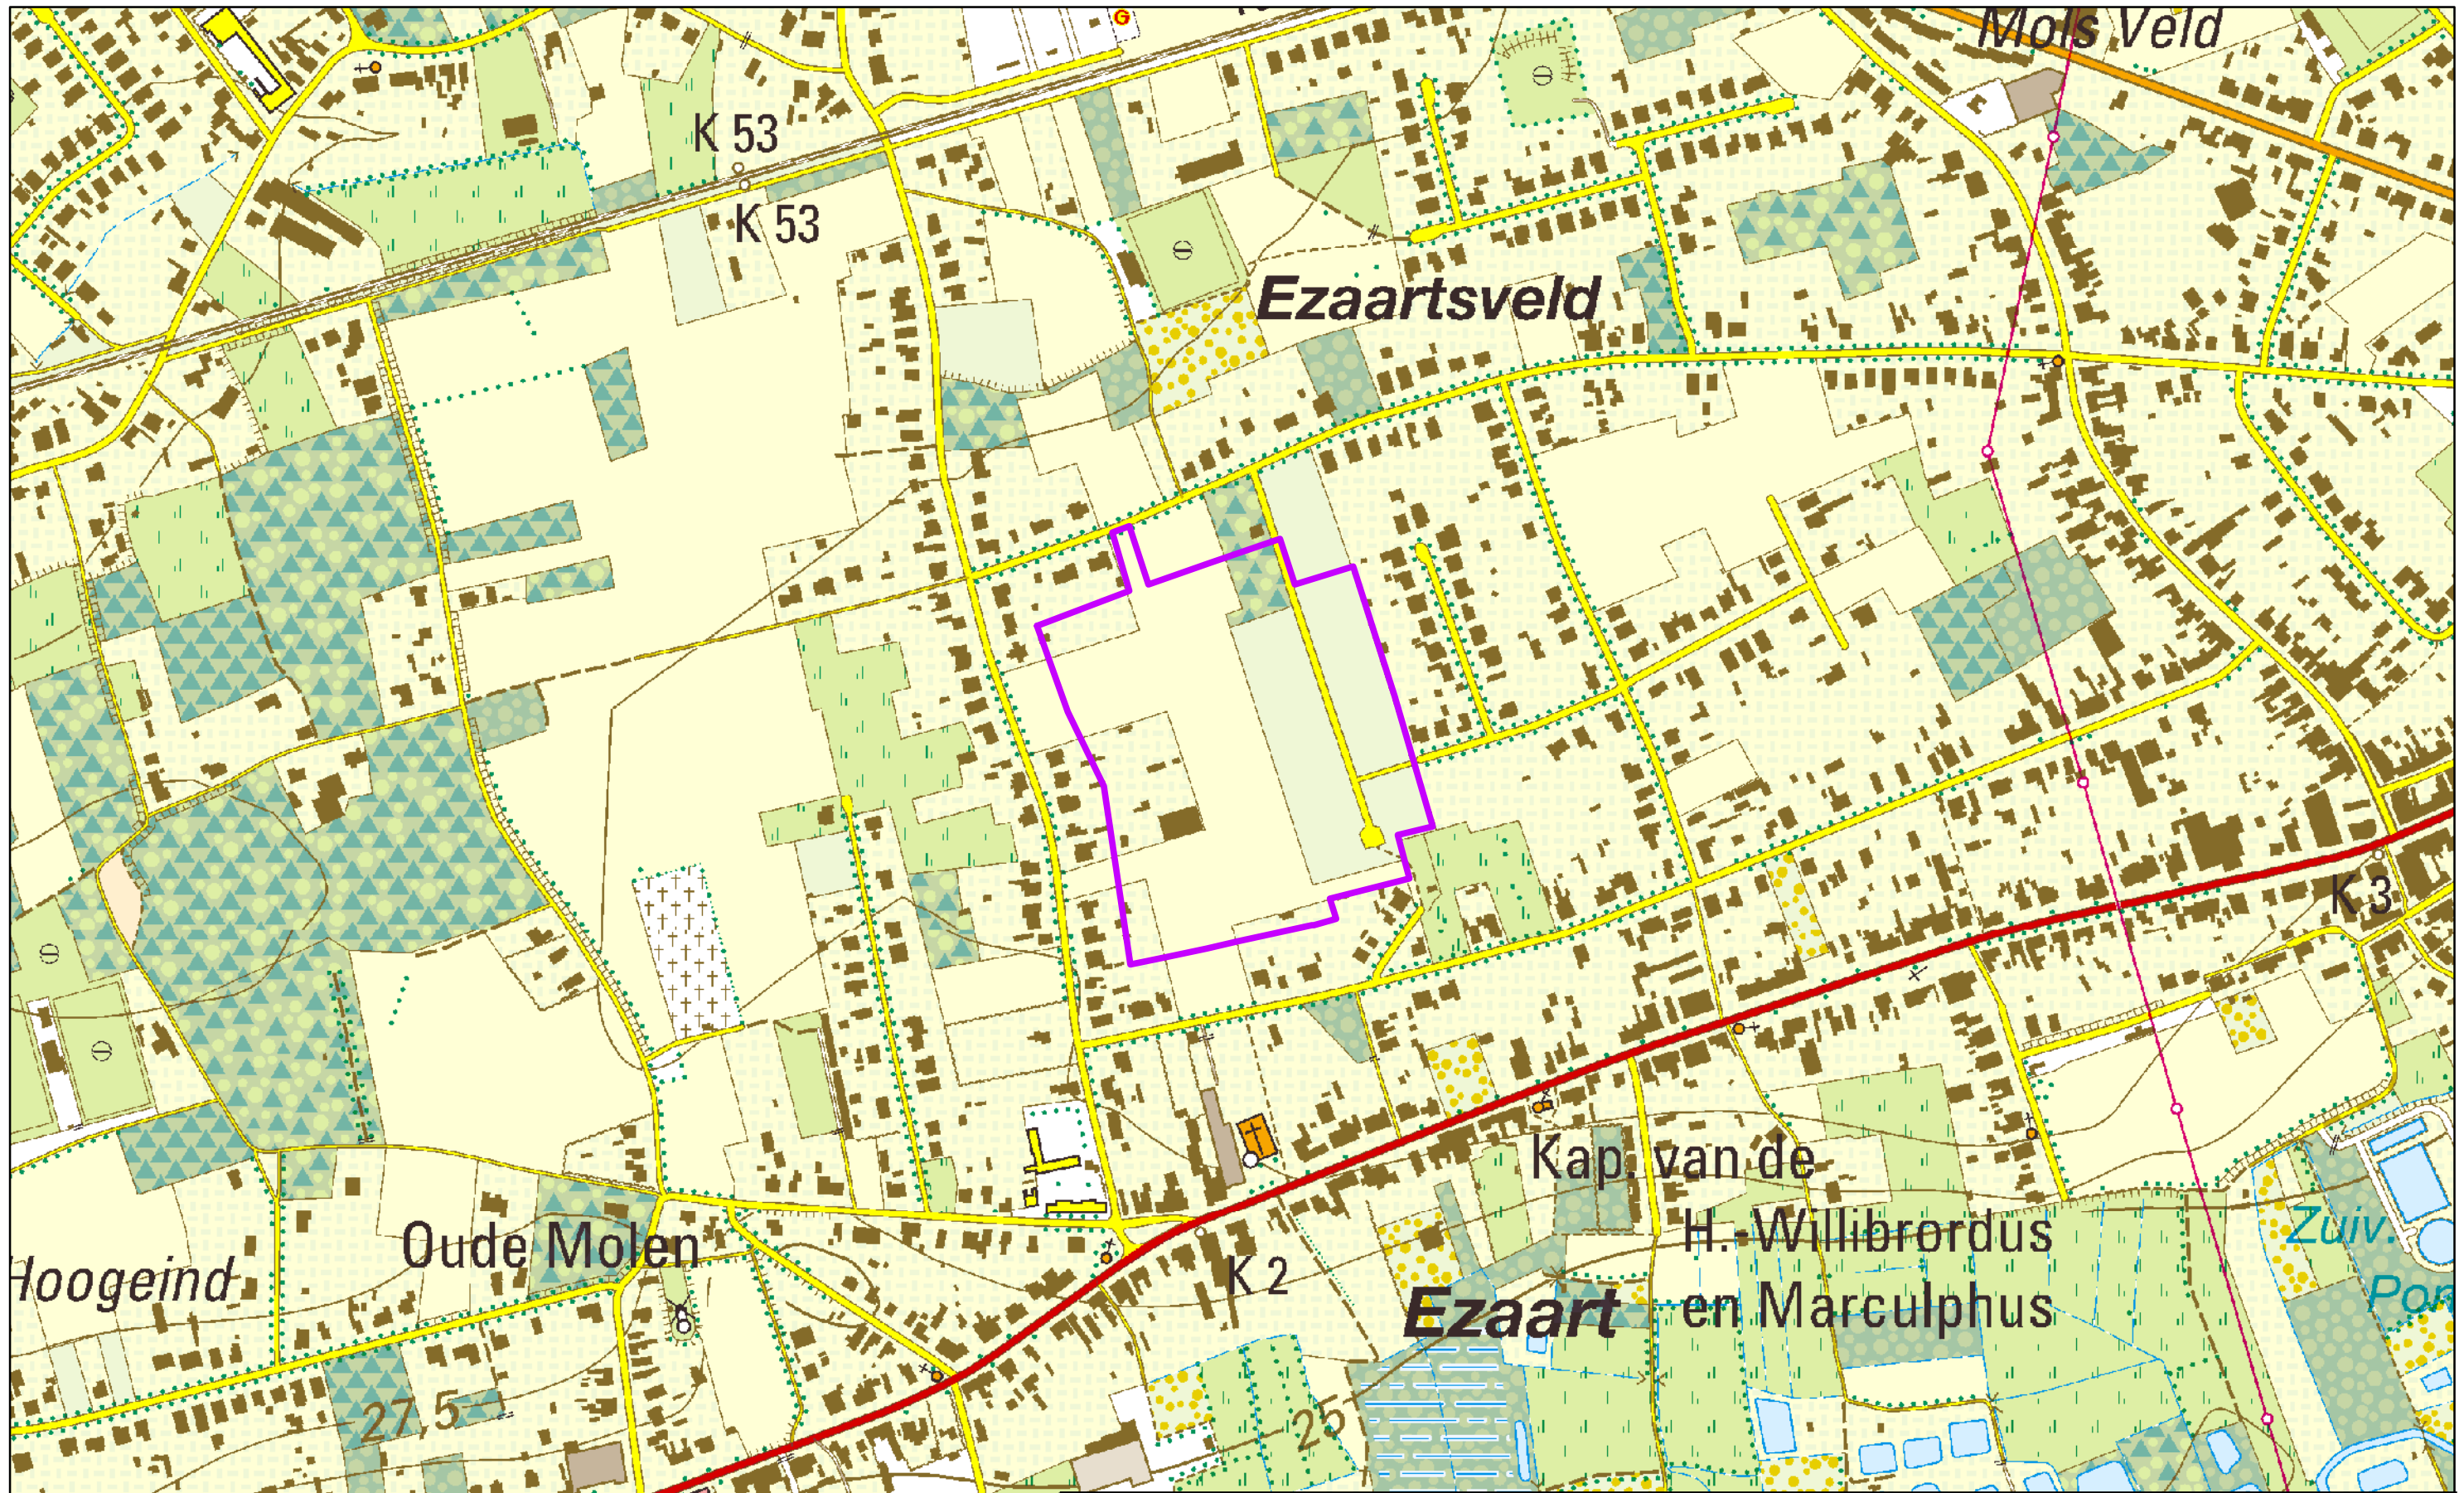 G
Mols Veld
K 53
K 53
Ezaartsveld
K 3
Kap. van de
H.-Willibrordus
en Marculphus
Oude Molen
Hoogeind
K 2
Ezaart
Zuiv.
27,5
25